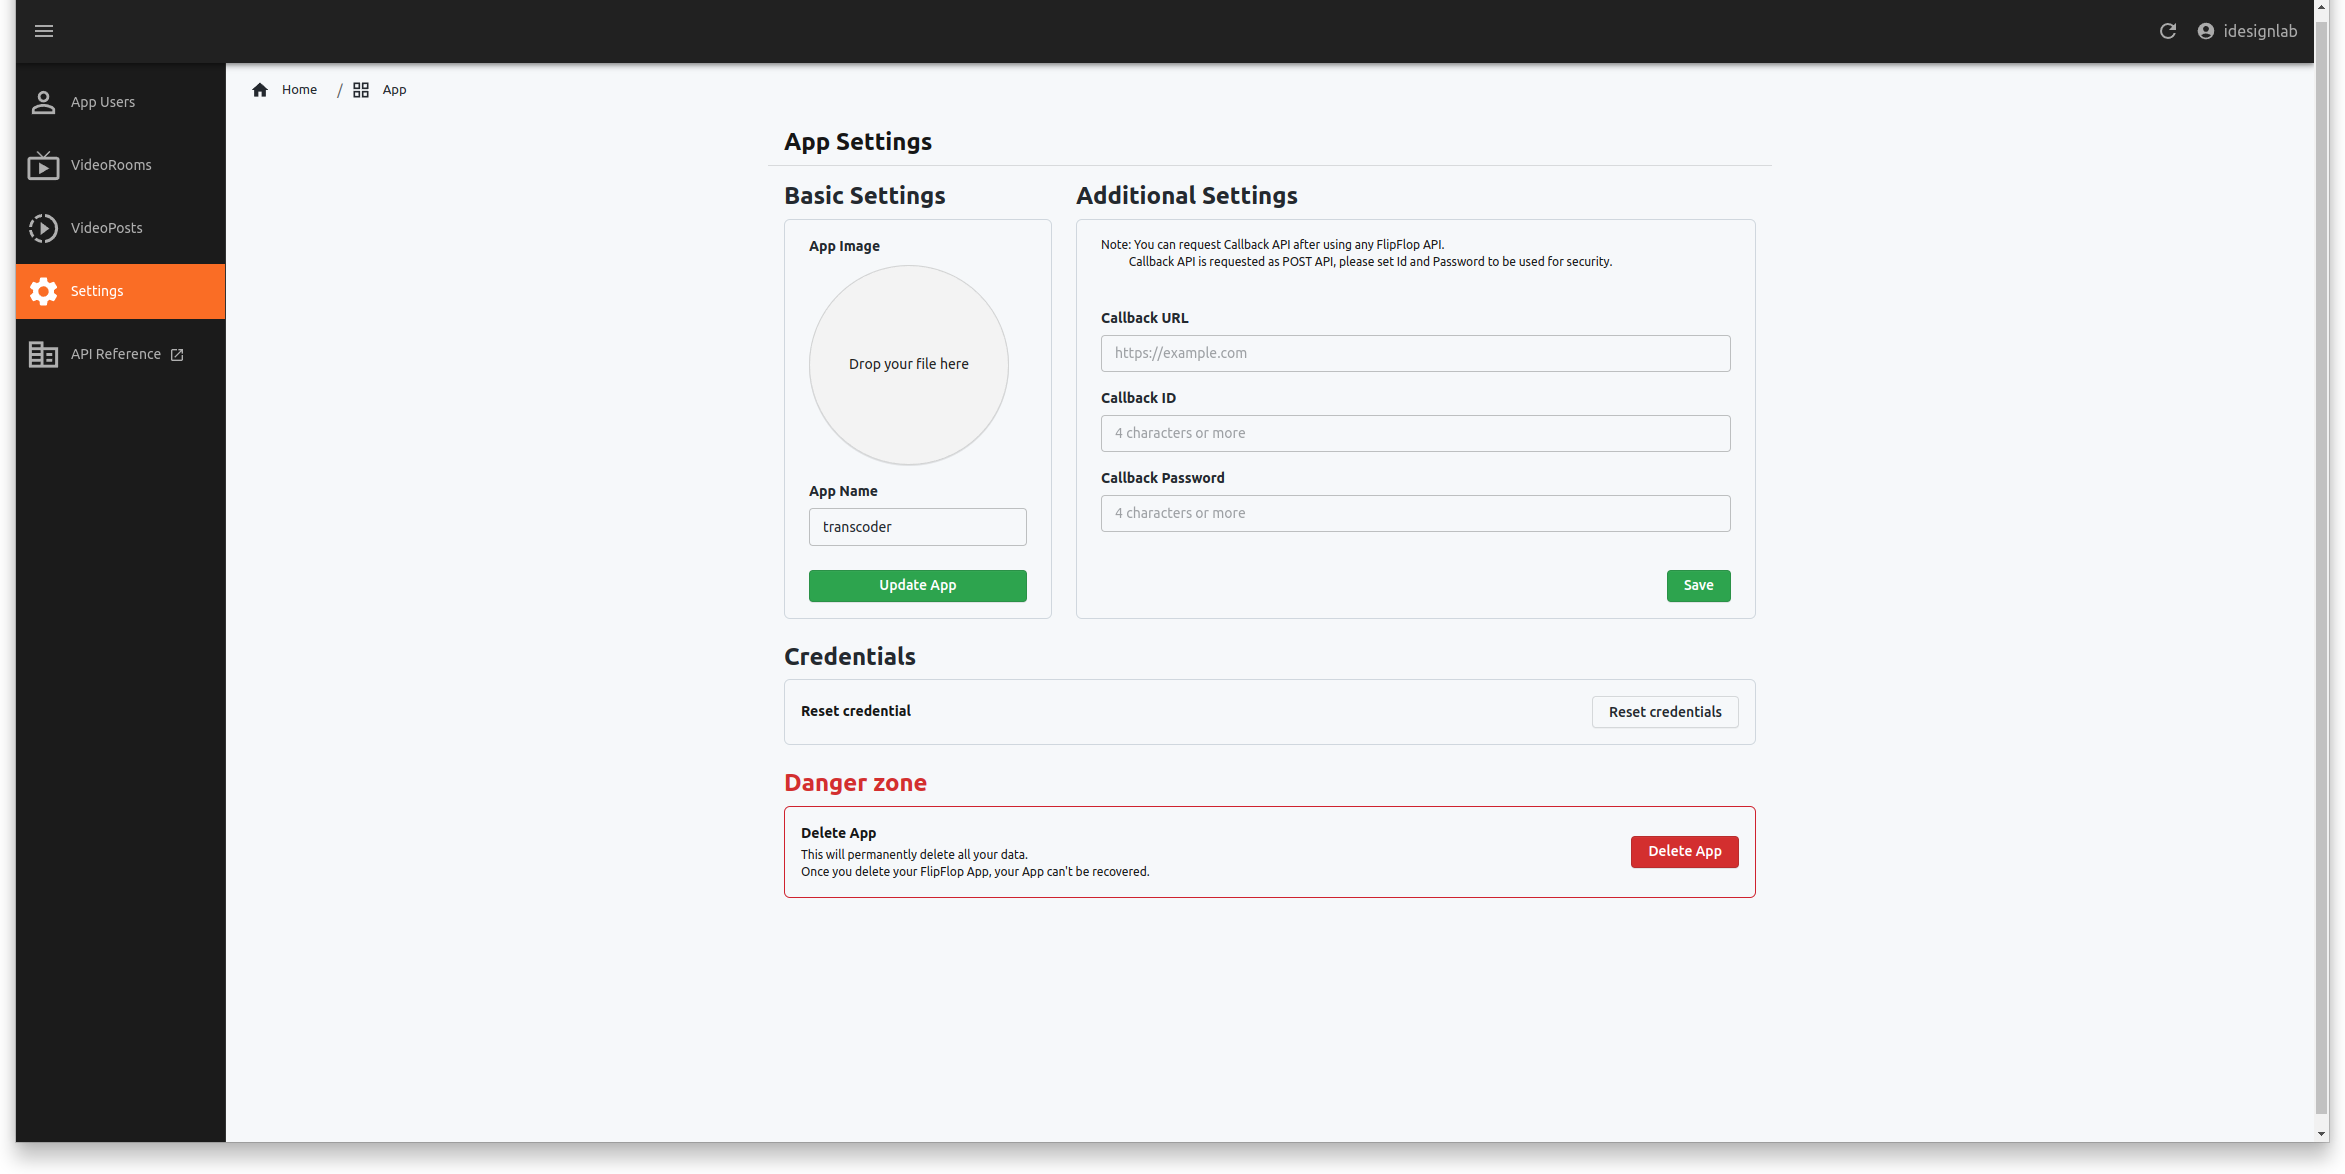 idesignlab
App Users
VideoRooms
VideoPosts
Settings
API Reference
Home / App
App Settings
Basic Settings
App Image
Drop your file here
App Name
transcoder
Update App
Additional Settings
Note: You can request Callback API after using any FlipFlop API.
Callback API is requested as POST API, please set Id and Password to be used for security.
Callback URL
https://example.com
Callback ID
4 characters or more
Callback Password
4 characters or more
Save
Credentials
Reset credential
Reset credentials
Danger zone
Delete App
This will permanently delete all your data.
Once you delete your FlipFlop App, your App can't be recovered.
Delete App